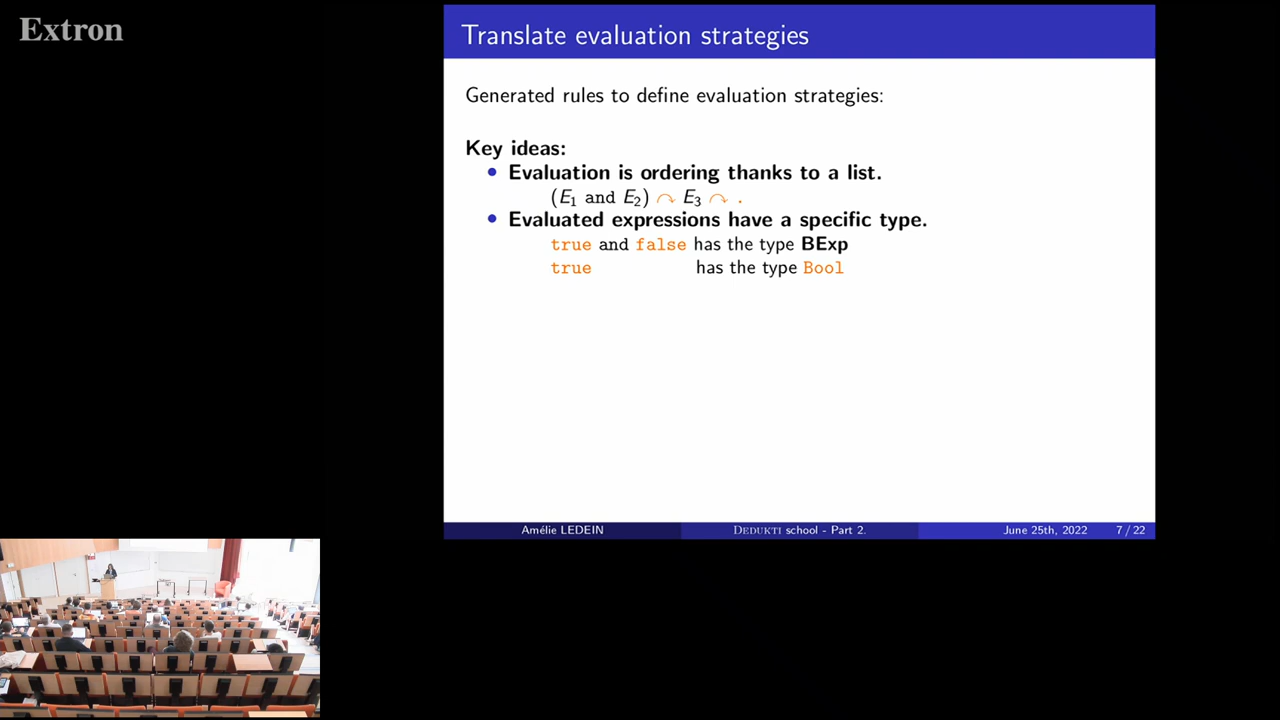 Extron
Translate evaluation strategies
Generated rules to define evaluation strategies:
Key ideas:
• Evaluation is ordering thanks to a list.
(E₁ and E₂) ↷ E₃ ↷ .
• Evaluated expressions have a specific type.
true and false has the type BExp
true has the type Bool
Amélie LEDEIN DEDUKTI school - Part 2. June 25th, 2022 7 / 22